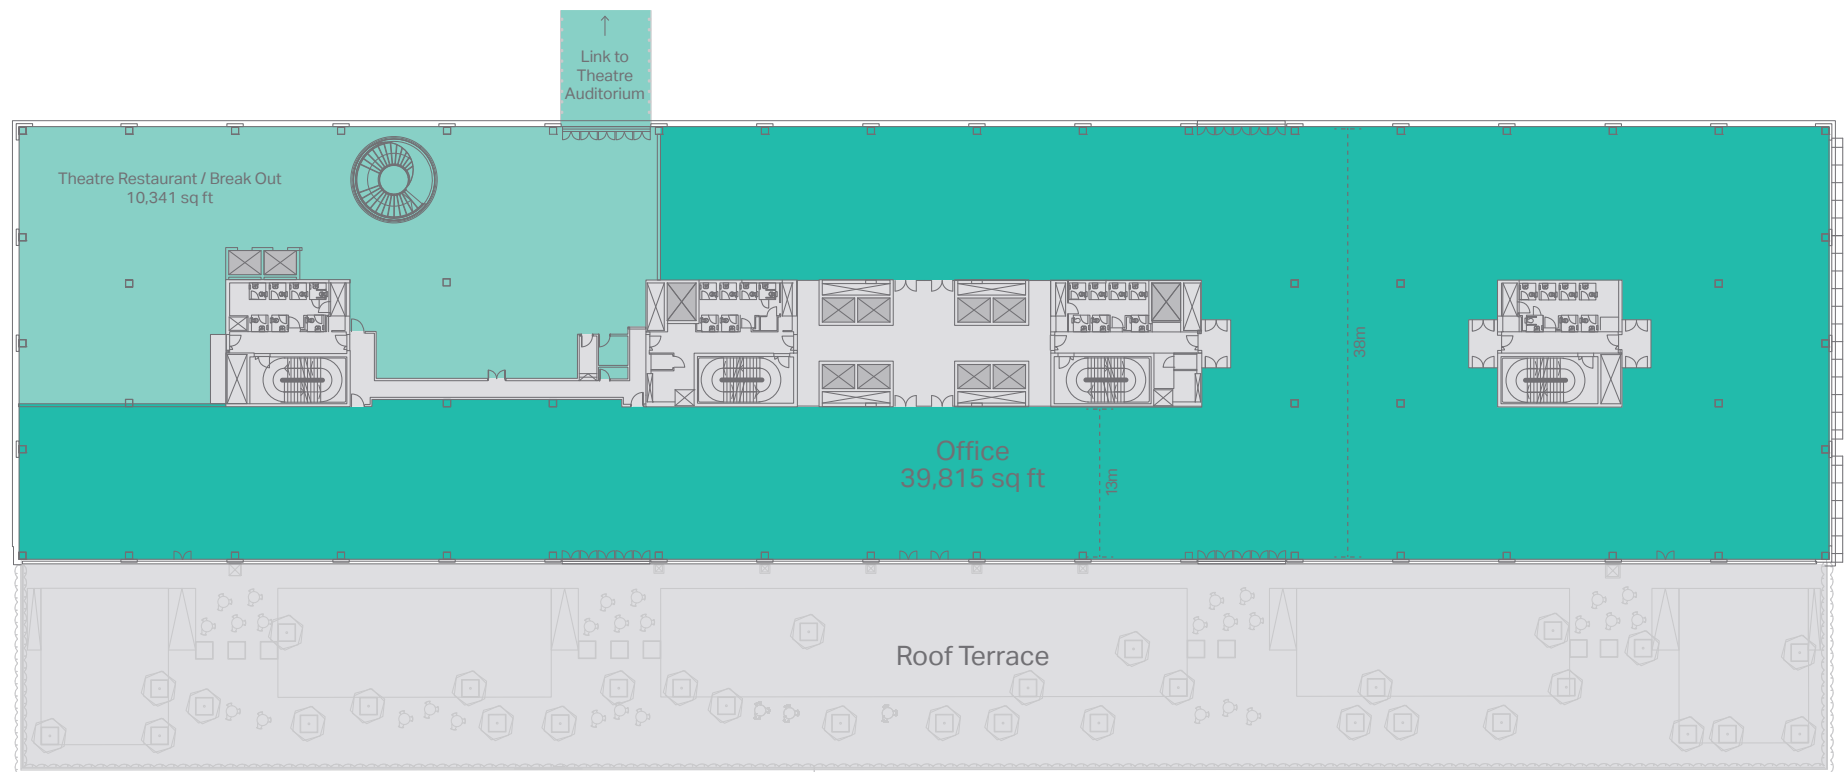 Link to
Theatre
Auditorium
Theatre Restaurant / Break Out
10,341 sq ft
38m
Office
39,815 sq ft
13m
Roof Terrace